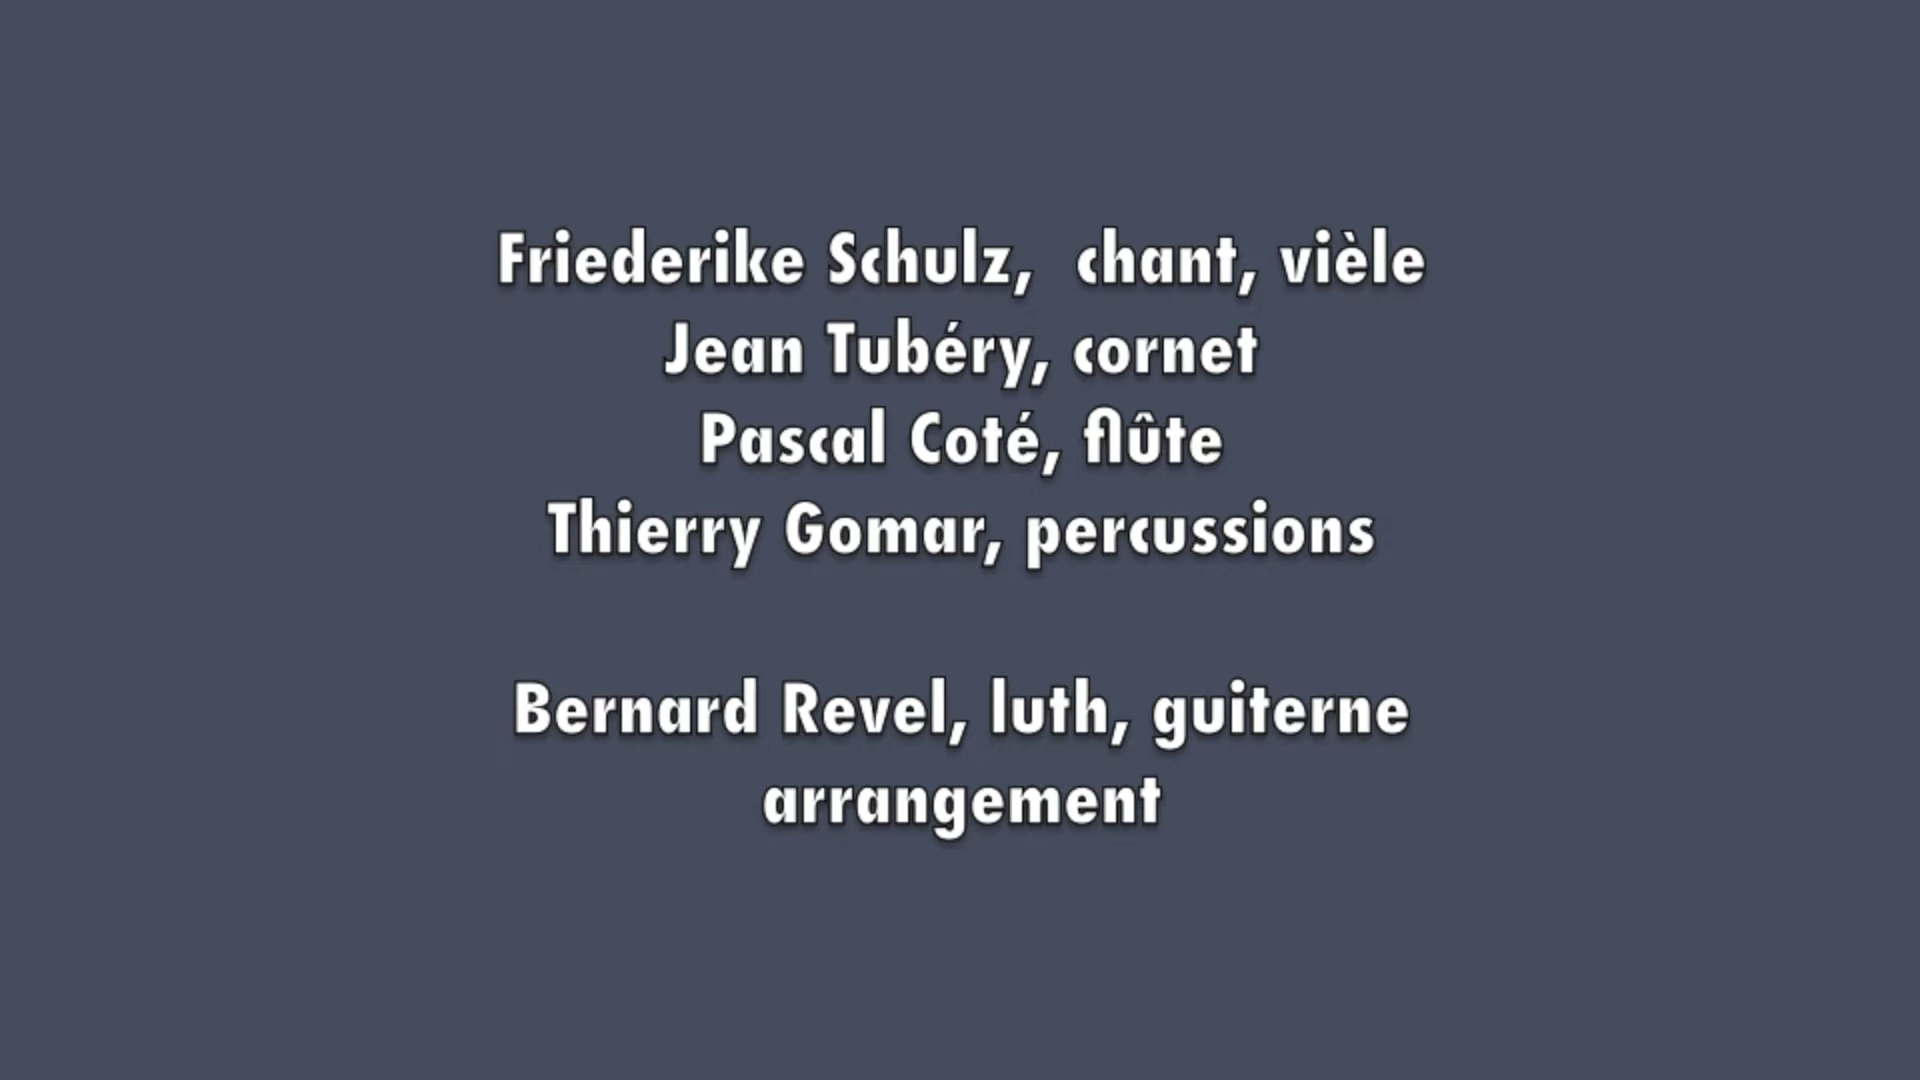 Friederike Schulz,  chant, vièle
Jean Tubéry, cornet
Pascal Coté, flûte
Thierry Gomar, percussions
Bernard Revel, luth, guiterne
arrangement